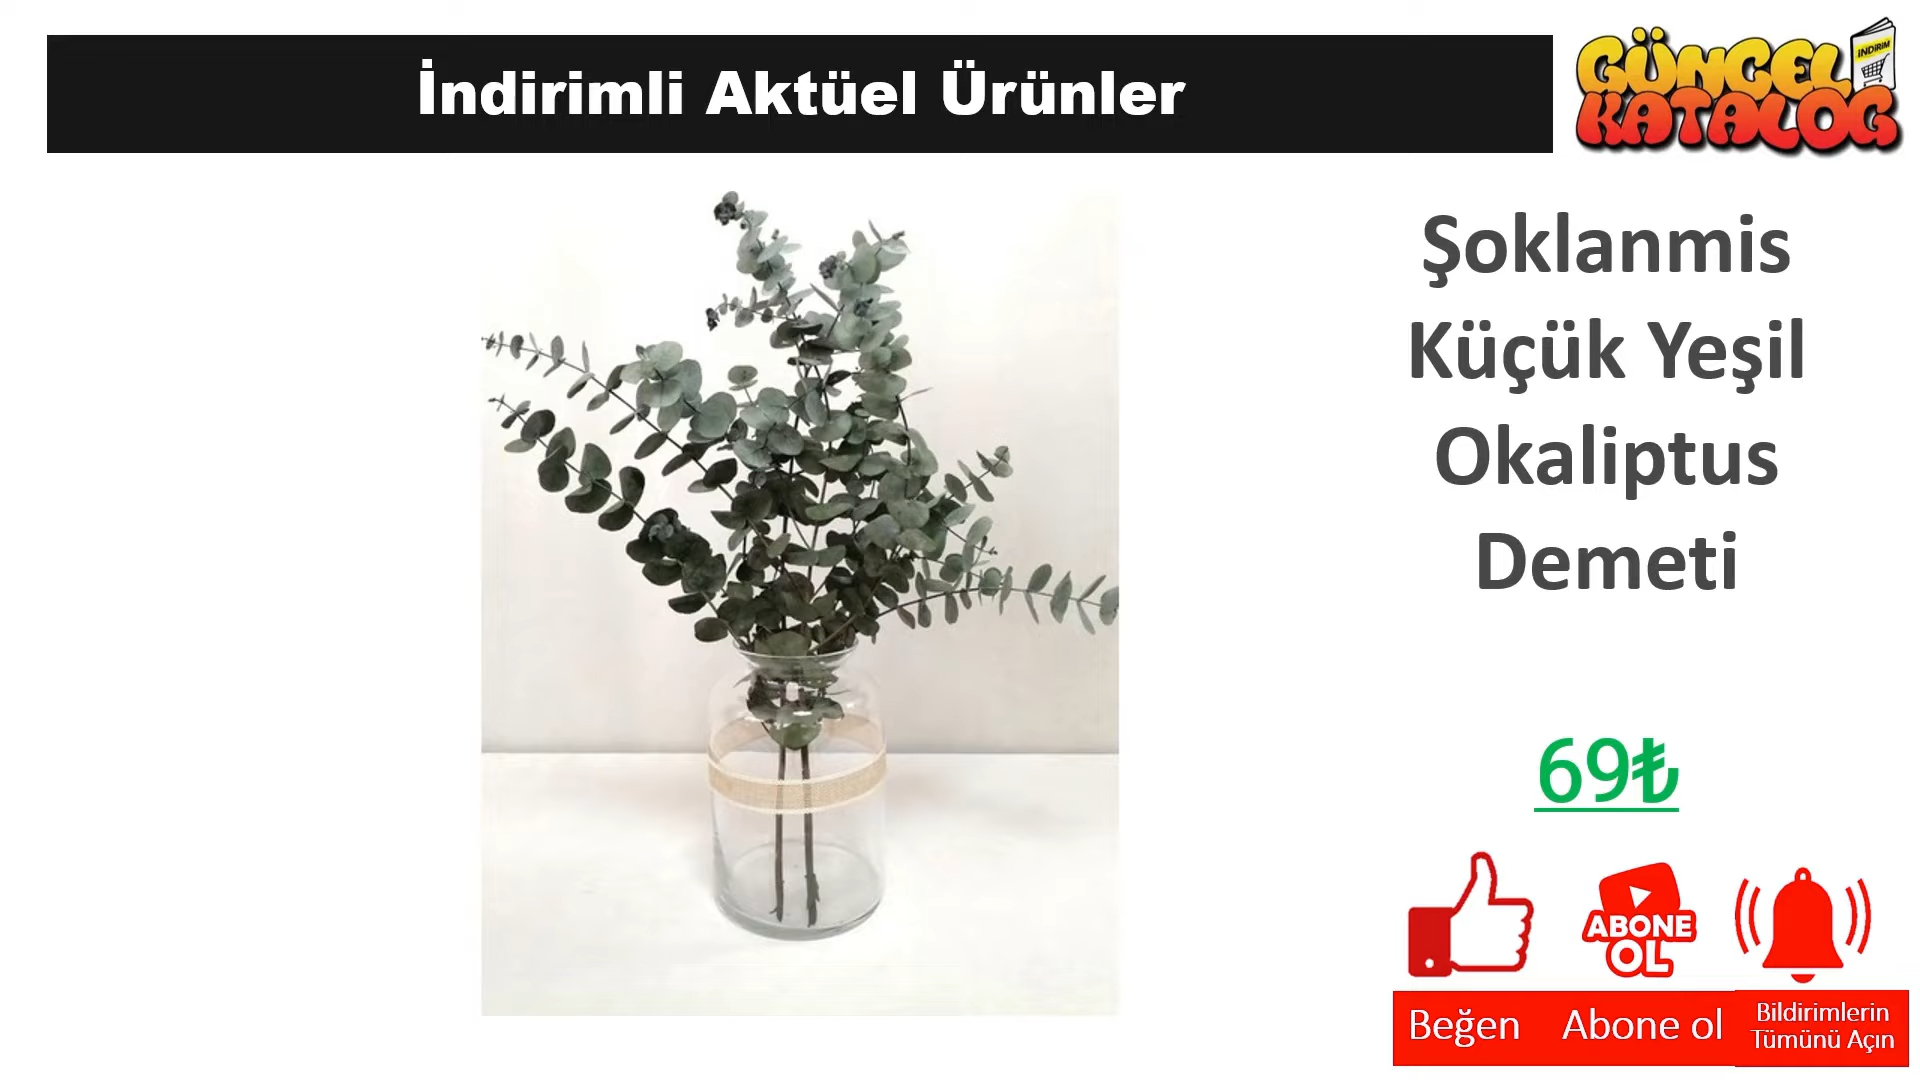 İndirimli Aktüel Ürünler
GÜNCEL
İNDİRİM
KATALOG
Şoklanmis
Küçük Yeşil
Okaliptus
Demeti
69₺
ABONE
OL
Beğen
Abone ol
Bildirimlerin
Tümünü Açın